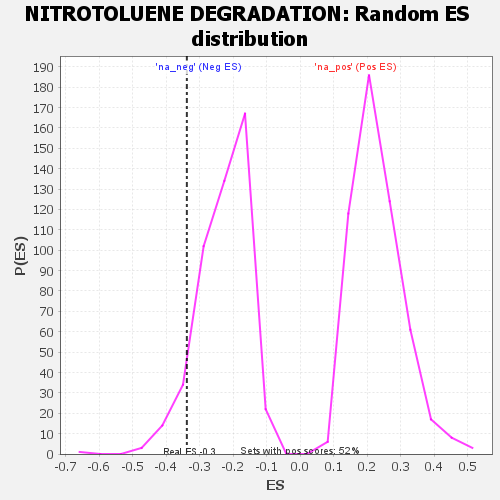 NITROTOLUENE DEGRADATION: Random ES
distribution
'na_neg' (Neg ES) 'na_pos' (Pos ES)
190
180
170
160
150
140
130
120
110
100
90
80
70
60
50
40
30
20
10
0
P(ES)
Real ES -0.3 Sets with pos scores: 52%
-0.7 -0.6 -0.5 -0.4 -0.3 -0.2 -0.1 0.0 0.1 0.2 0.3 0.4 0.5
ES